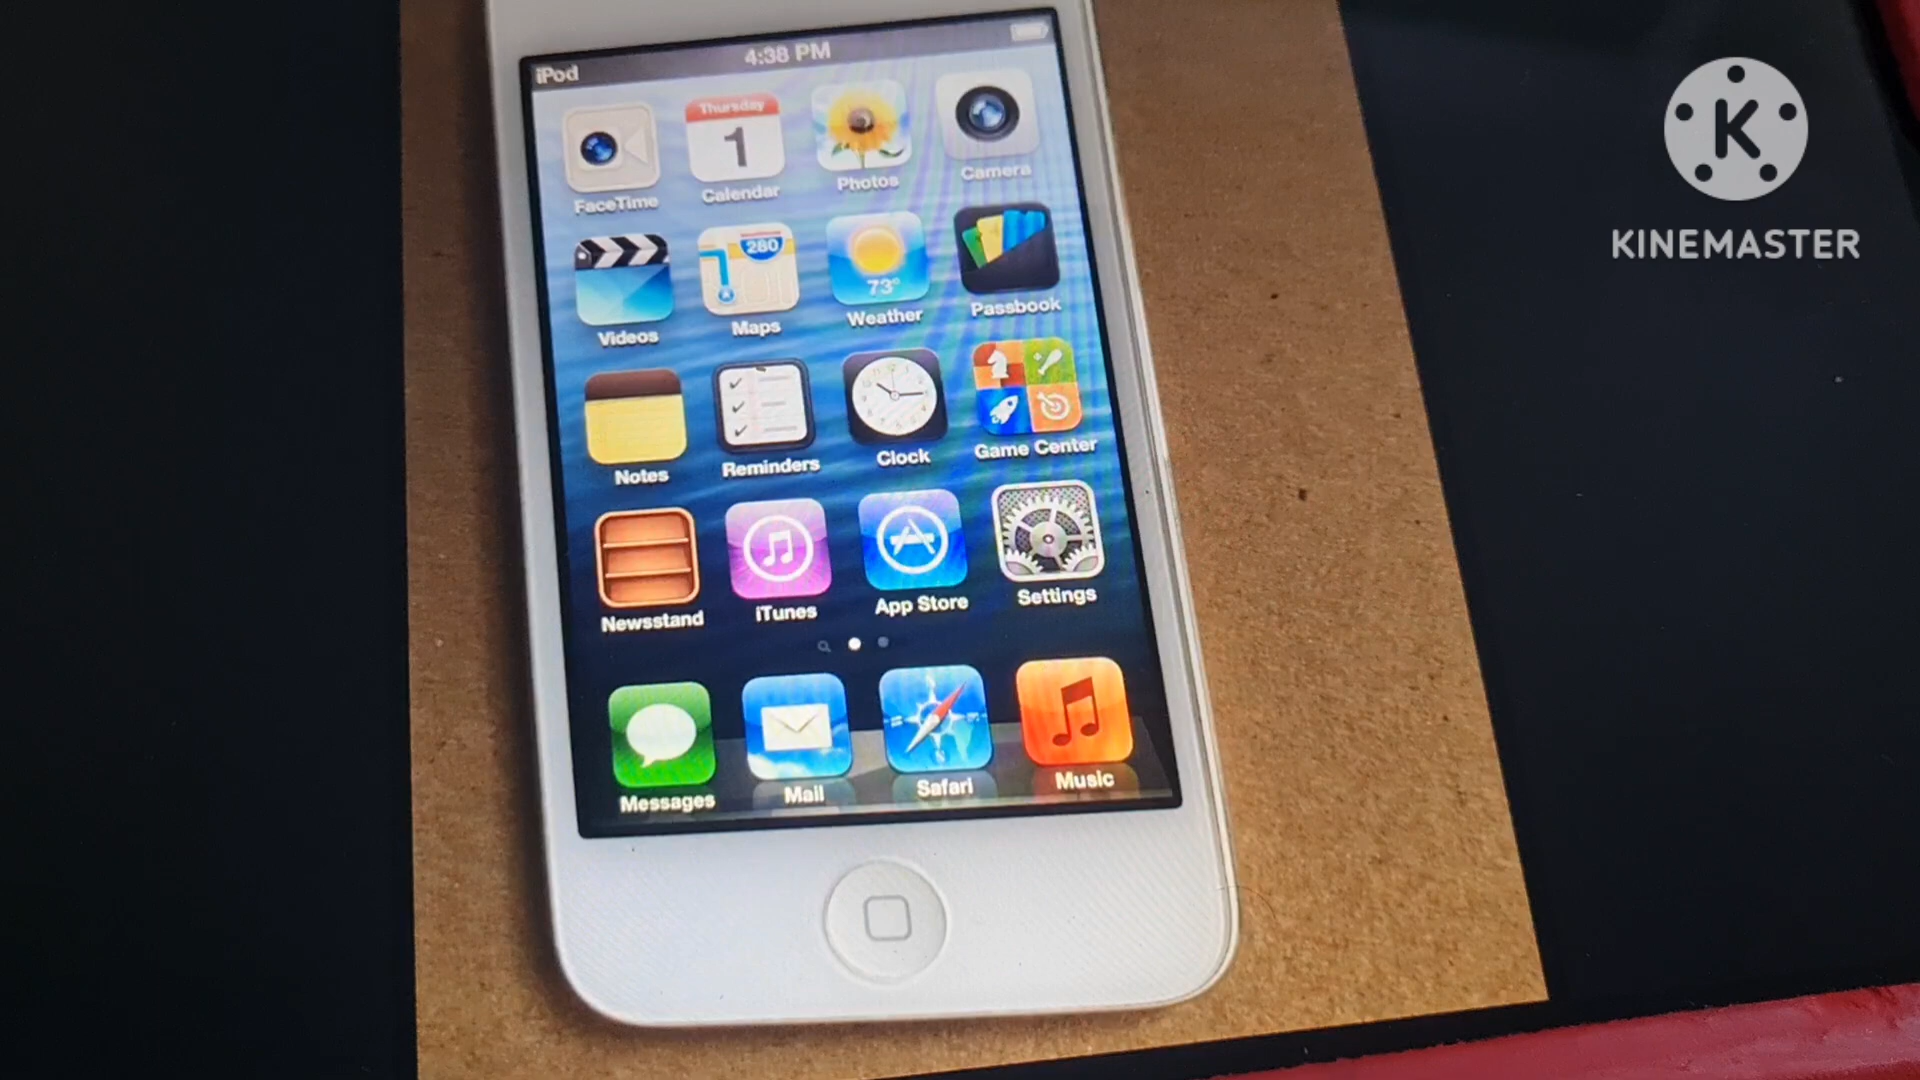 iPod 4:38 PM
Thursday
1
FaceTime Calendar Photos Camera
280
73°
Videos Maps Weather Passbook
Notes Reminders Clock Game Center
Newsstand iTunes App Store Settings
Messages Mail Safari Music
K
KINEMASTER